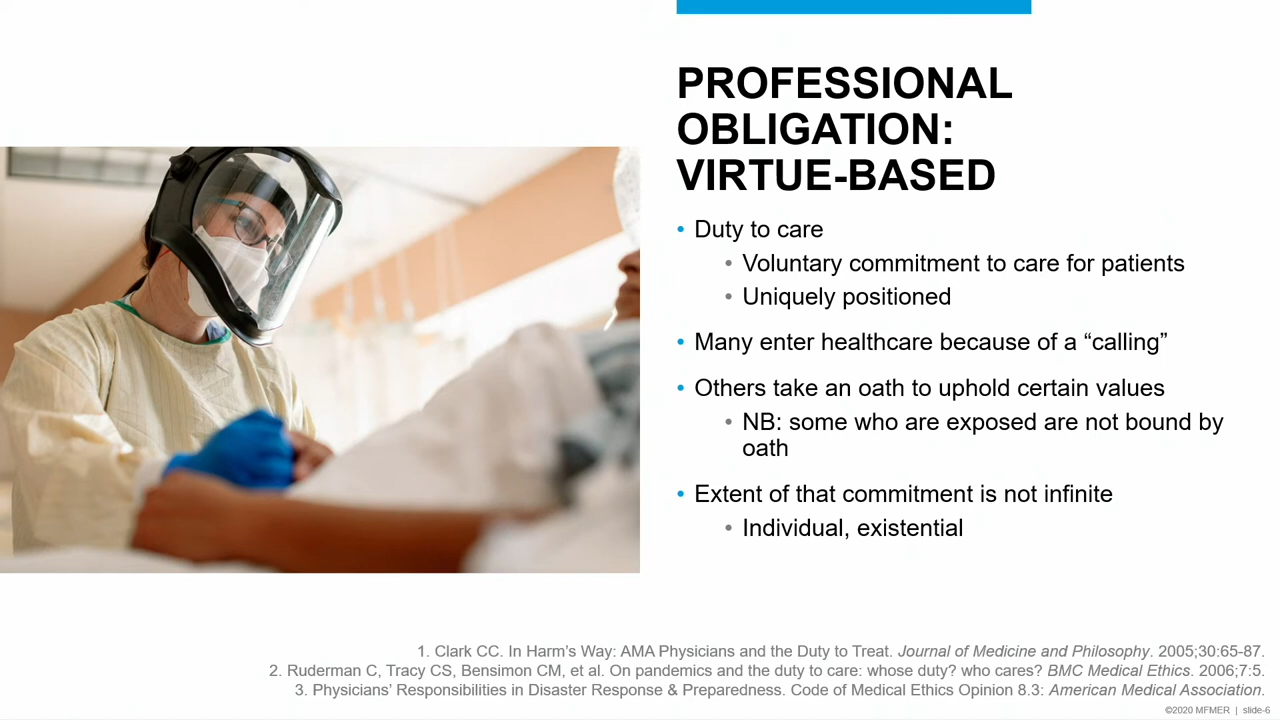 PROFESSIONAL
OBLIGATION:
VIRTUE-BASED
• Duty to care
• Voluntary commitment to care for patients
• Uniquely positioned
• Many enter healthcare because of a “calling”
• Others take an oath to uphold certain values
• NB: some who are exposed are not bound by
oath
• Extent of that commitment is not infinite
• Individual, existential
1. Clark CC. In Harm’s Way: AMA Physicians and the Duty to Treat. Journal of Medicine and Philosophy. 2005;30:65-87.
2. Ruderman C, Tracy CS, Bensimon CM, et al. On pandemics and the duty to care: whose duty? who cares? BMC Medical Ethics. 2006;7:5.
3. Physicians’ Responsibilities in Disaster Response & Preparedness. Code of Medical Ethics Opinion 8.3: American Medical Association.
©2020 MFMER | slide-6